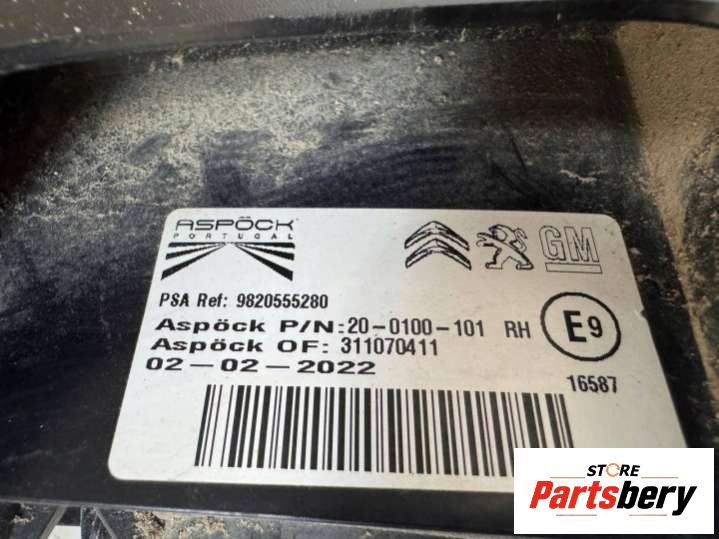 ASPÖCK
PORTUGAL
GM
PSA Ref: 9820555280
Aspöck P/N:20-0100-101 RH
E9
Aspöck OF: 311070411
02-02-2022
16587
STORE
Partsbery